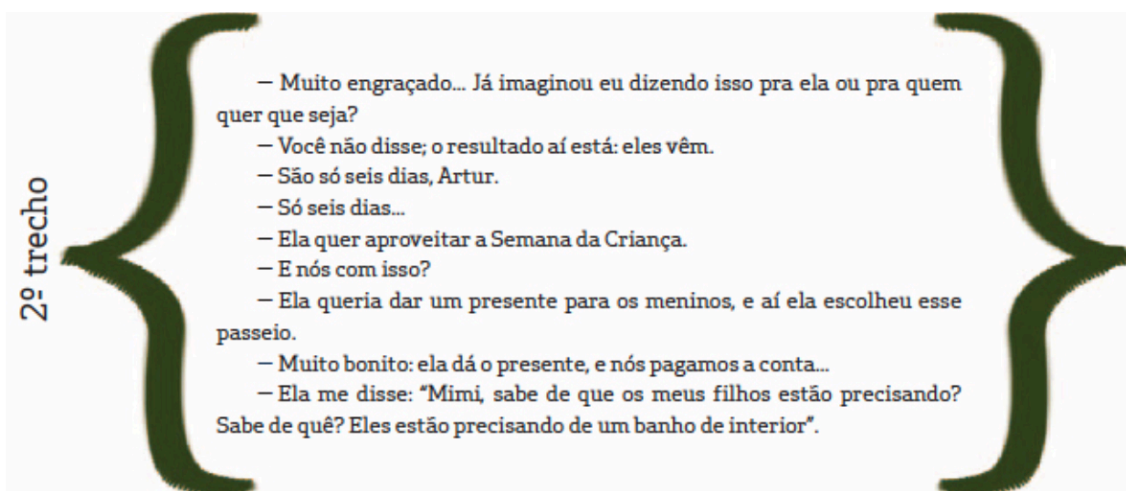 2º trecho
— Muito engraçado... Já imaginou eu dizendo isso pra ela ou pra quem
quer que seja?
— Você não disse; o resultado aí está: eles vêm.
— São só seis dias, Artur.
— Só seis dias...
— Ela quer aproveitar a Semana da Criança.
— E nós com isso?
— Ela queria dar um presente para os meninos, e aí ela escolheu esse
passeio.
— Muito bonito: ela dá o presente, e nós pagamos a conta...
— Ela me disse: “Mimi, sabe de que os meus filhos estão precisando?
Sabe de quê? Eles estão precisando de um banho de interior”.